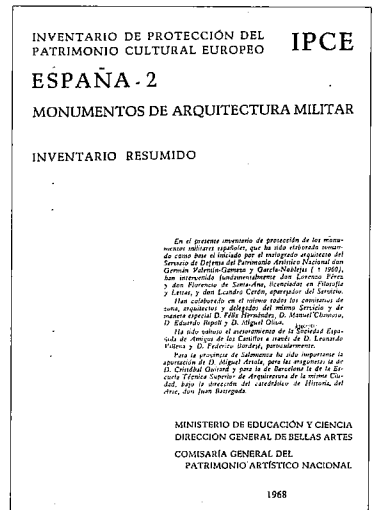 INVENTARIO DE PROTECCIÓN DEL
PATRIMONIO CULTURAL EUROPEO
IPCE
ESPAÑA - 2
MONUMENTOS DE ARQUITECTURA MILITAR
INVENTARIO RESUMIDO
En el presente inventario de protección de los monu-
mentos militares españoles, que ha sido elaborado toman-
do como base el iniciado por el malogrado arquitecto del
Servicio de Defensa del Patrimonio Artístico Nacional don
Germán Valentín-Gamazo y García-Noblejas († 1960),
han intervenido fundamentalmente don Lorenzo Pérez
y don Florencio de Santa-Ana, licenciados en Filosofía
y Letras, y don Leandro Cerón, aparejador del Servicio.
Han colaborado en el mismo todos los comisarios de
zona, arquitectos y delegados del mismo Servicio y de
manera especial D. Félix Hernández, D. Manuel Chamoso,
D. Eduardo Ripoll y D. Miguel Oliva.
Ha sido valioso el asesoramiento de la Sociedad Espa-
ñola de Amigos de los Castillos a través de D. Leonardo
Villena y D. Federico Bordejé, particularmente.
Para la provincia de Salamanca ha sido importante la
aportación de D. Miguel Artola, para las aragonesas la de
D. Cristóbal Guitard y para la de Barcelona la de la Es-
cuela Técnica Superior de Arquitectura de la misma Ciu-
dad, bajo la dirección del catedrático de Historia del
Arte, don Juan Bassegoda.
MINISTERIO DE EDUCACIÓN Y CIENCIA
DIRECCIÓN GENERAL DE BELLAS ARTES
COMISARÍA GENERAL DEL
PATRIMONIO ARTÍSTICO NACIONAL
1968